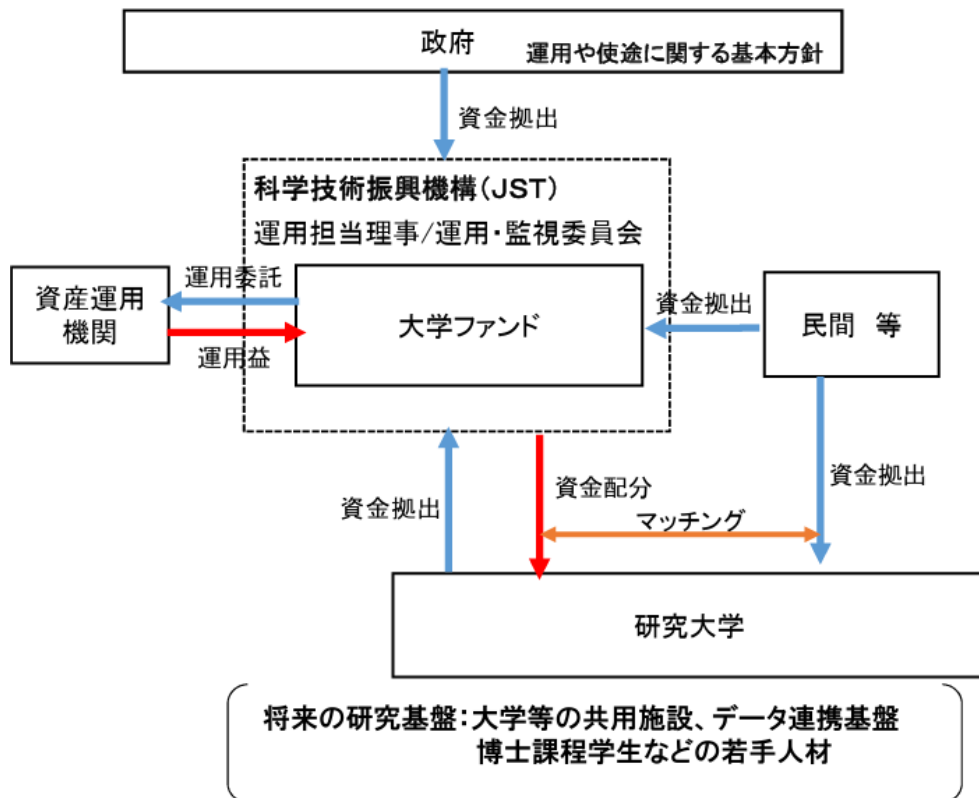 政府
運用や使途に関する基本方針
資金拠出
科学技術振興機構(JST)
運用担当理事/運用・監視委員会
運用委託
資産運用
機関
運用益
大学ファンド
資金拠出
民間　等
資金拠出
資金配分
資金拠出
マッチング
研究大学
将来の研究基盤：大学等の共用施設、データ連携基盤
博士課程学生などの若手人材